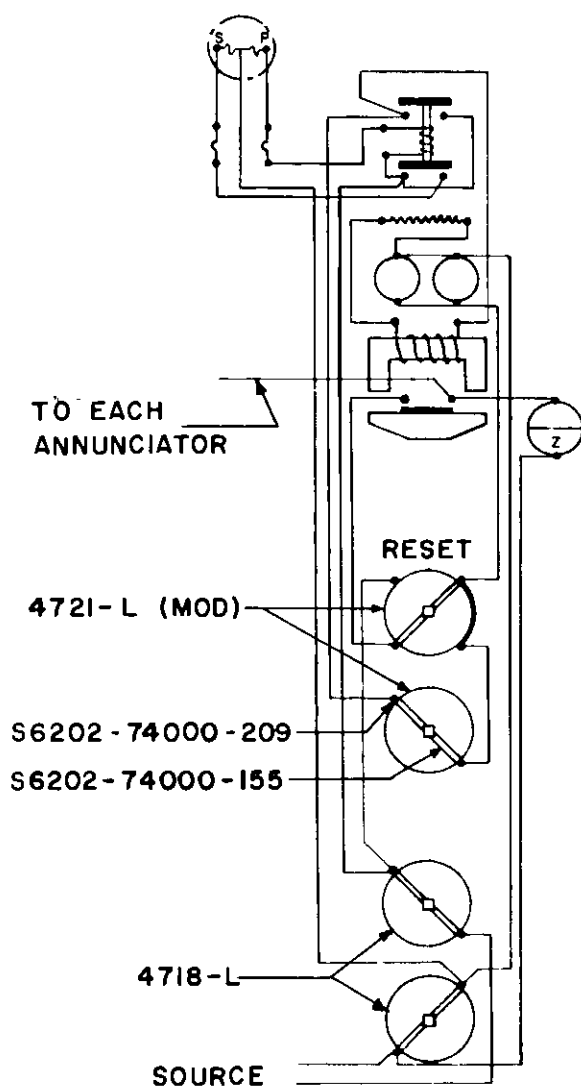 S P
TO EACH
ANNUNCIATOR
Z
RESET
4721-L (MOD)
S6202-74000-209
S6202-74000-155
4718-L
SOURCE